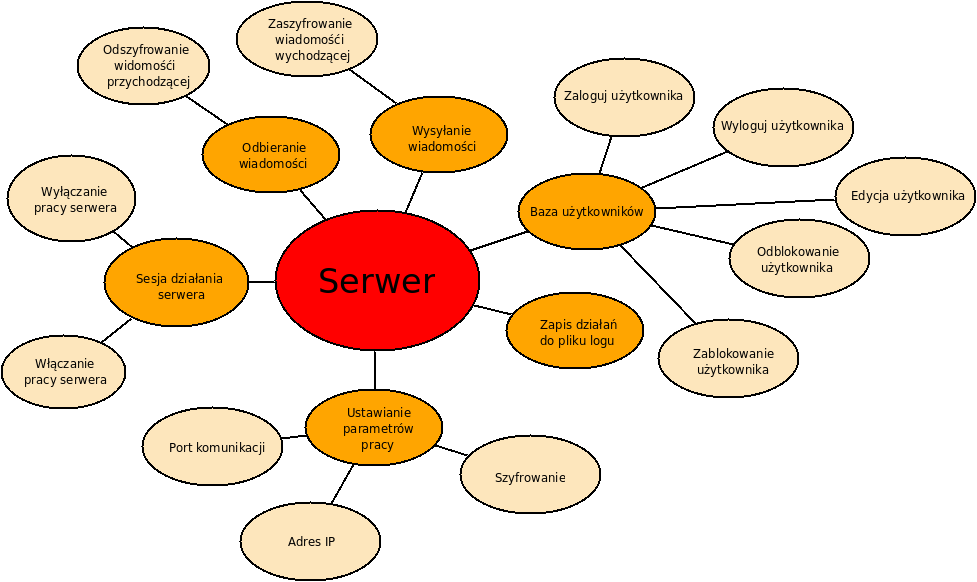 Zaszyfrowanie
wiadomośći
wychodzącej
Odszyfrowanie
widomośći
przychodzącej
Zaloguj użytkownika
Wyloguj użytkownika
Wysyłanie
wiadomości
Odbieranie
wiadomości
Wyłączanie
pracy serwera
Edycja użytkownika
Baza użytkowników
Odblokowanie
użytkownika
Sesja działania
serwera
Serwer
Zapis działań
do pliku logu
Zablokowanie
użytkownika
Włączanie
pracy serwera
Ustawianie
parametrów
pracy
Port komunikacji
Szyfrowanie
Adres IP